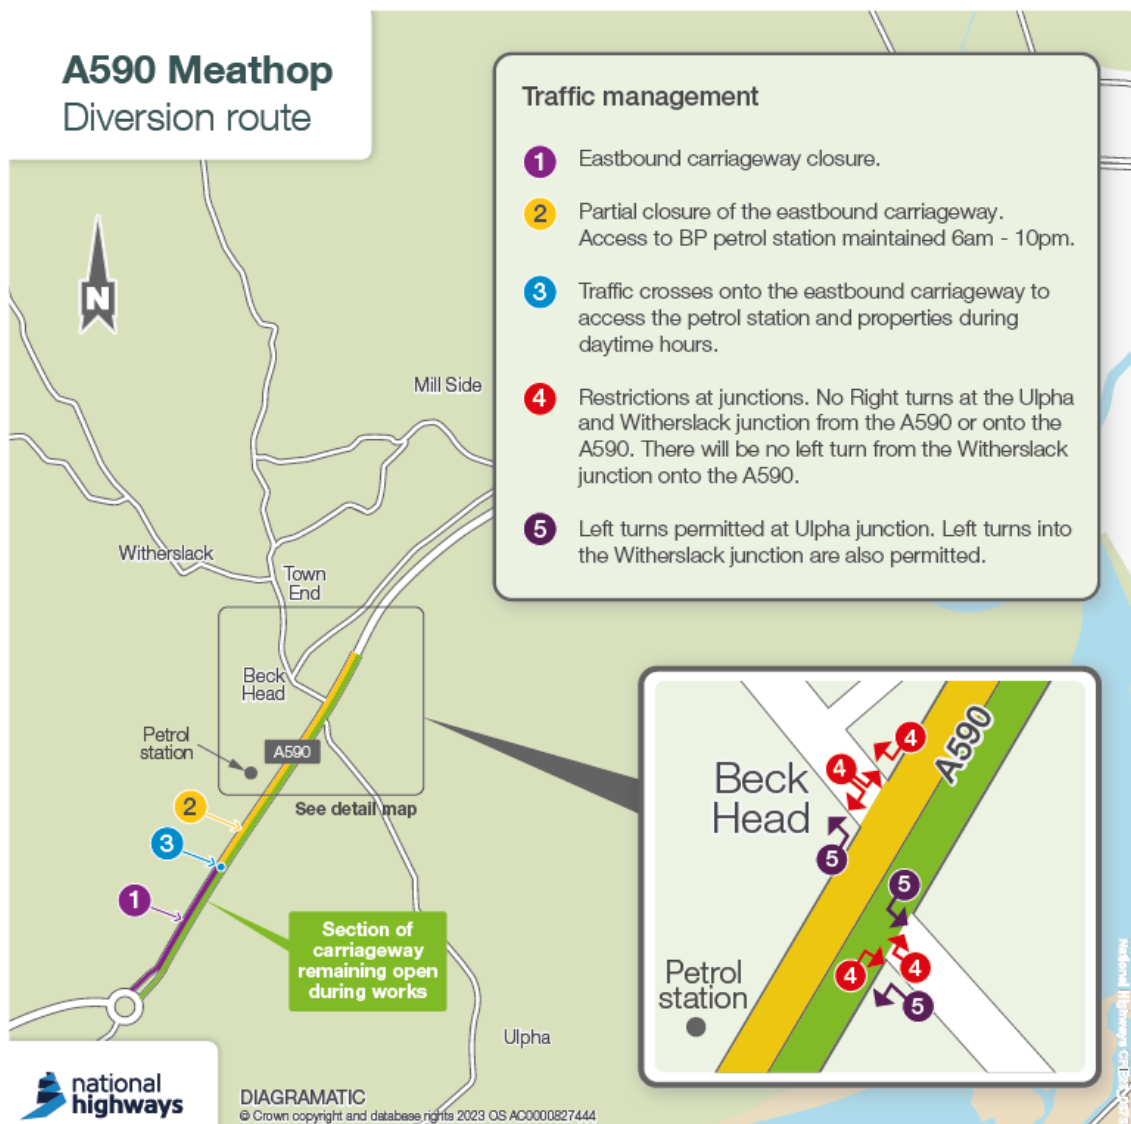 A590 Meathop
Diversion route
Traffic management
1 Eastbound carriageway closure.
2 Partial closure of the eastbound carriageway.
Access to BP petrol station maintained 6am - 10pm.
3 Traffic crosses onto the eastbound carriageway to
access the petrol station and properties during
daytime hours.
4 Restrictions at junctions. No Right turns at the Ulpha
and Witherslack junction from the A590 or onto the
A590. There will be no left turn from the Witherslack
junction onto the A590.
5 Left turns permitted at Ulpha junction. Left turns into
the Witherslack junction are also permitted.
N
Mill Side
Witherslack
Town
End
Beck
Head
Petrol
station
A590
See detail map
2
3
1
Section of
carriageway
remaining open
during works
Ulpha
A590
4
4
Beck
Head
5
5
4
4
5
Petrol
station
national
highways
DIAGRAMATIC
© Crown copyright and database rights 2023 OS AC0000827444
National Highways